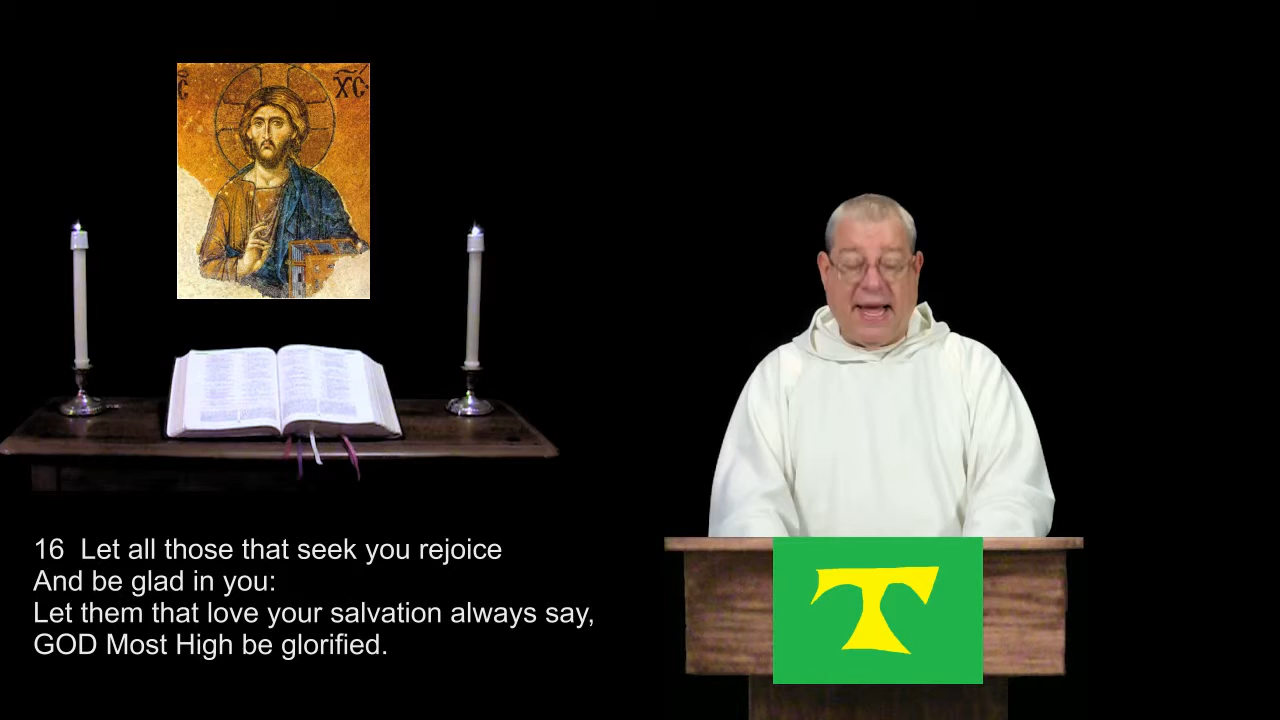 ΧC
16 Let all those that seek you rejoice
And be glad in you:
Let them that love your salvation always say,
GOD Most High be glorified.